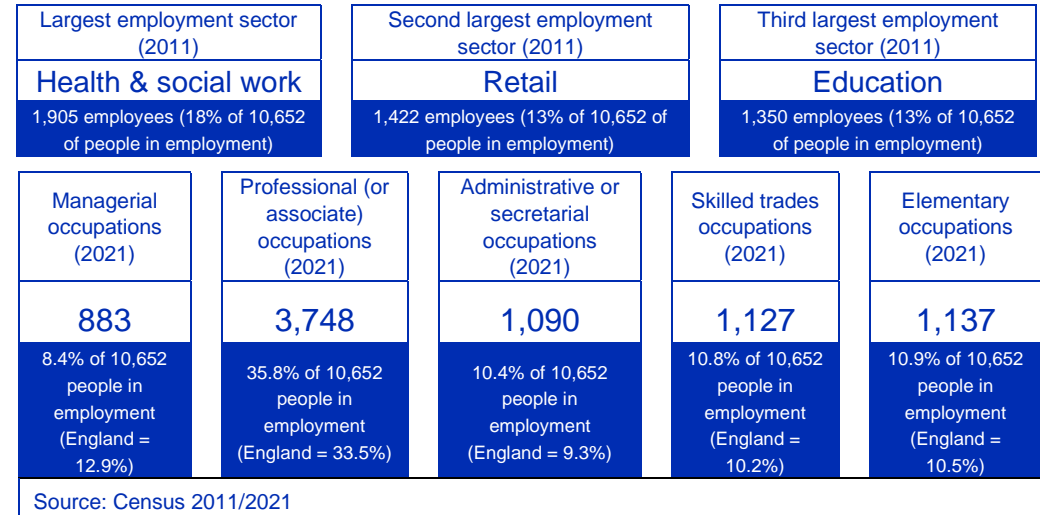 Largest employment sector
(2011)
Health & social work
1,905 employees (18% of 10,652
of people in employment)
Second largest employment
sector (2011)
Retail
1,422 employees (13% of 10,652 of
people in employment)
Third largest employment
sector (2011)
Education
1,350 employees (13% of 10,652
of people in employment)
Managerial
occupations
(2021)
883
8.4% of 10,652
people in
employment
(England =
12.9%)
Professional (or
associate)
occupations
(2021)
3,748
35.8% of 10,652
people in
employment
(England = 33.5%)
Administrative or
secretarial
occupations
(2021)
1,090
10.4% of 10,652
people in
employment
(England = 9.3%)
Skilled trades
occupations
(2021)
1,127
10.8% of 10,652
people in
employment
(England =
10.2%)
Elementary
occupations
(2021)
1,137
10.9% of 10,652
people in
employment
(England =
10.5%)
Source: Census 2011/2021